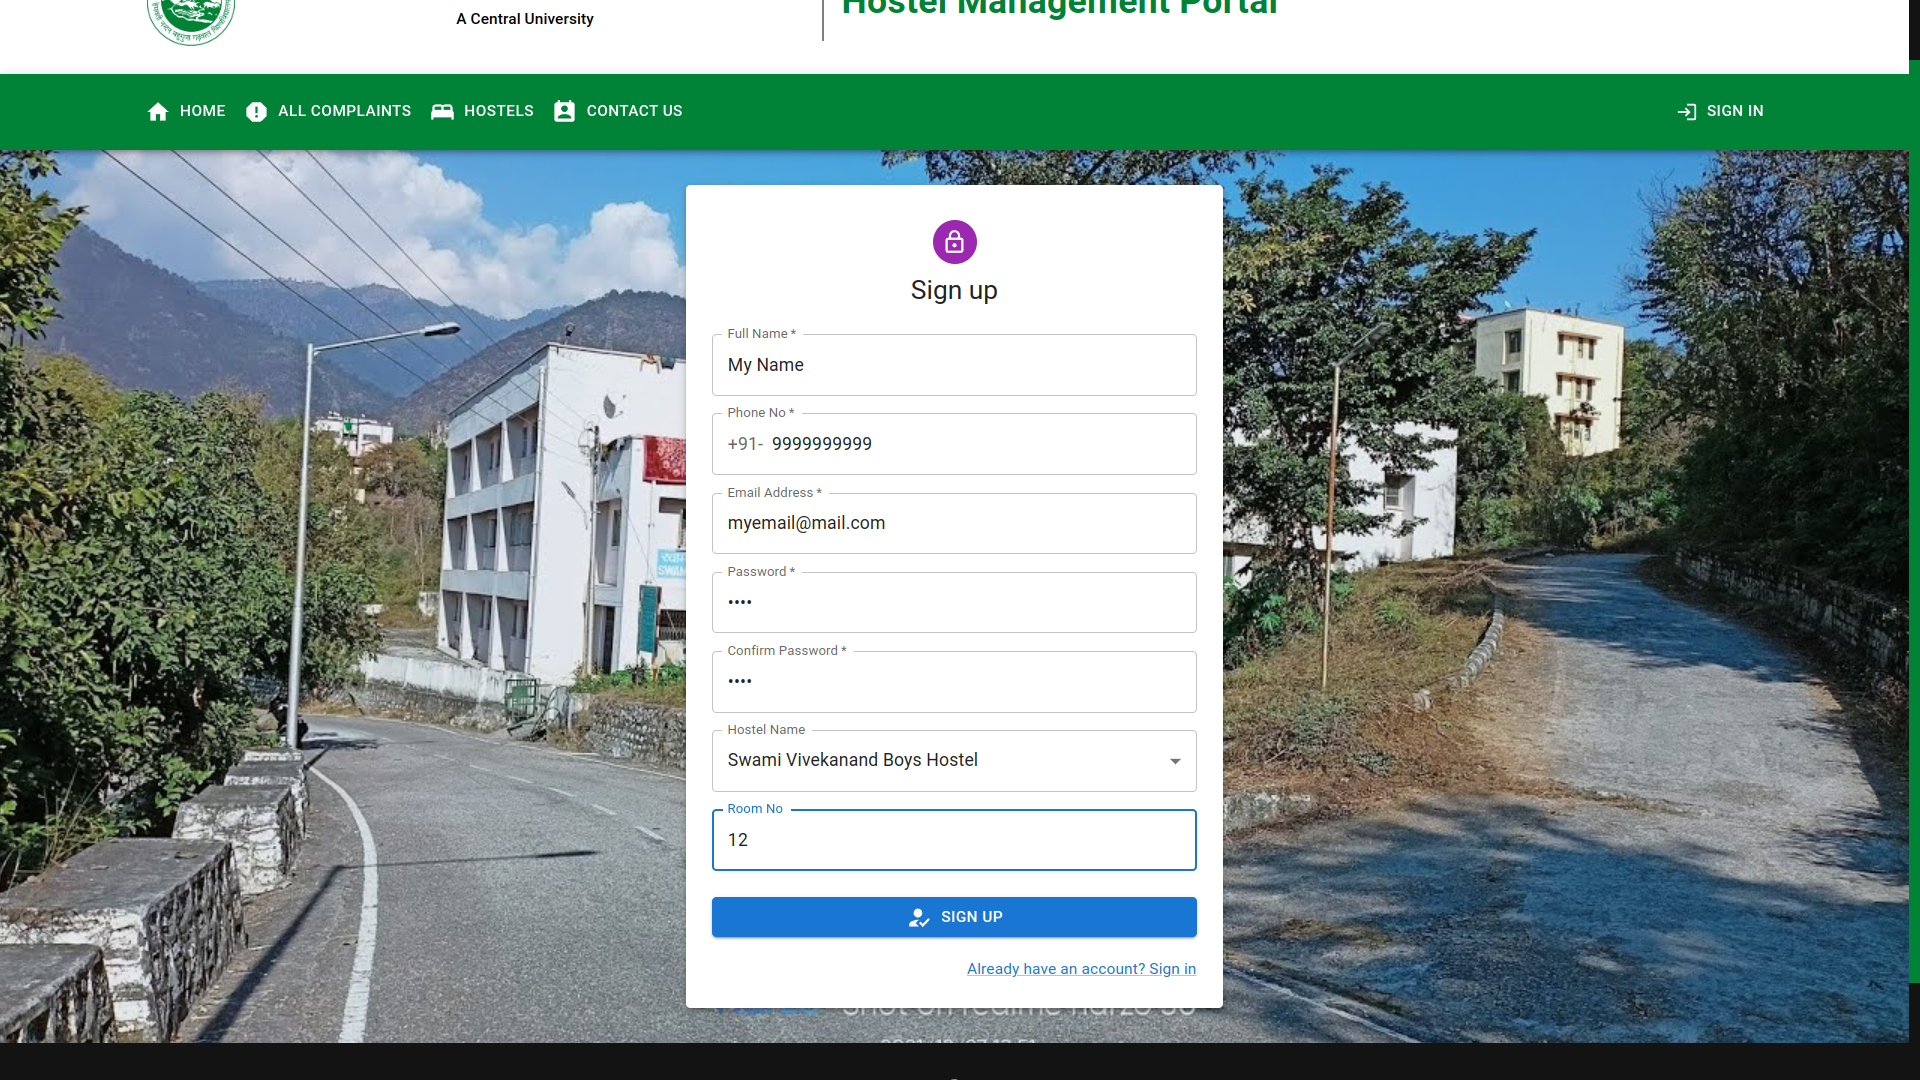 A Central University
Hostel Management Portal
HOME
ALL COMPLAINTS
HOSTELS
CONTACT US
SIGN IN
Sign up
Full Name *
My Name
Phone No *
+91- 9999999999
Email Address *
myemail@mail.com
Password *
••••
Confirm Password *
••••
Hostel Name
Swami Vivekanand Boys Hostel
Room No
12
SIGN UP
Already have an account? Sign in